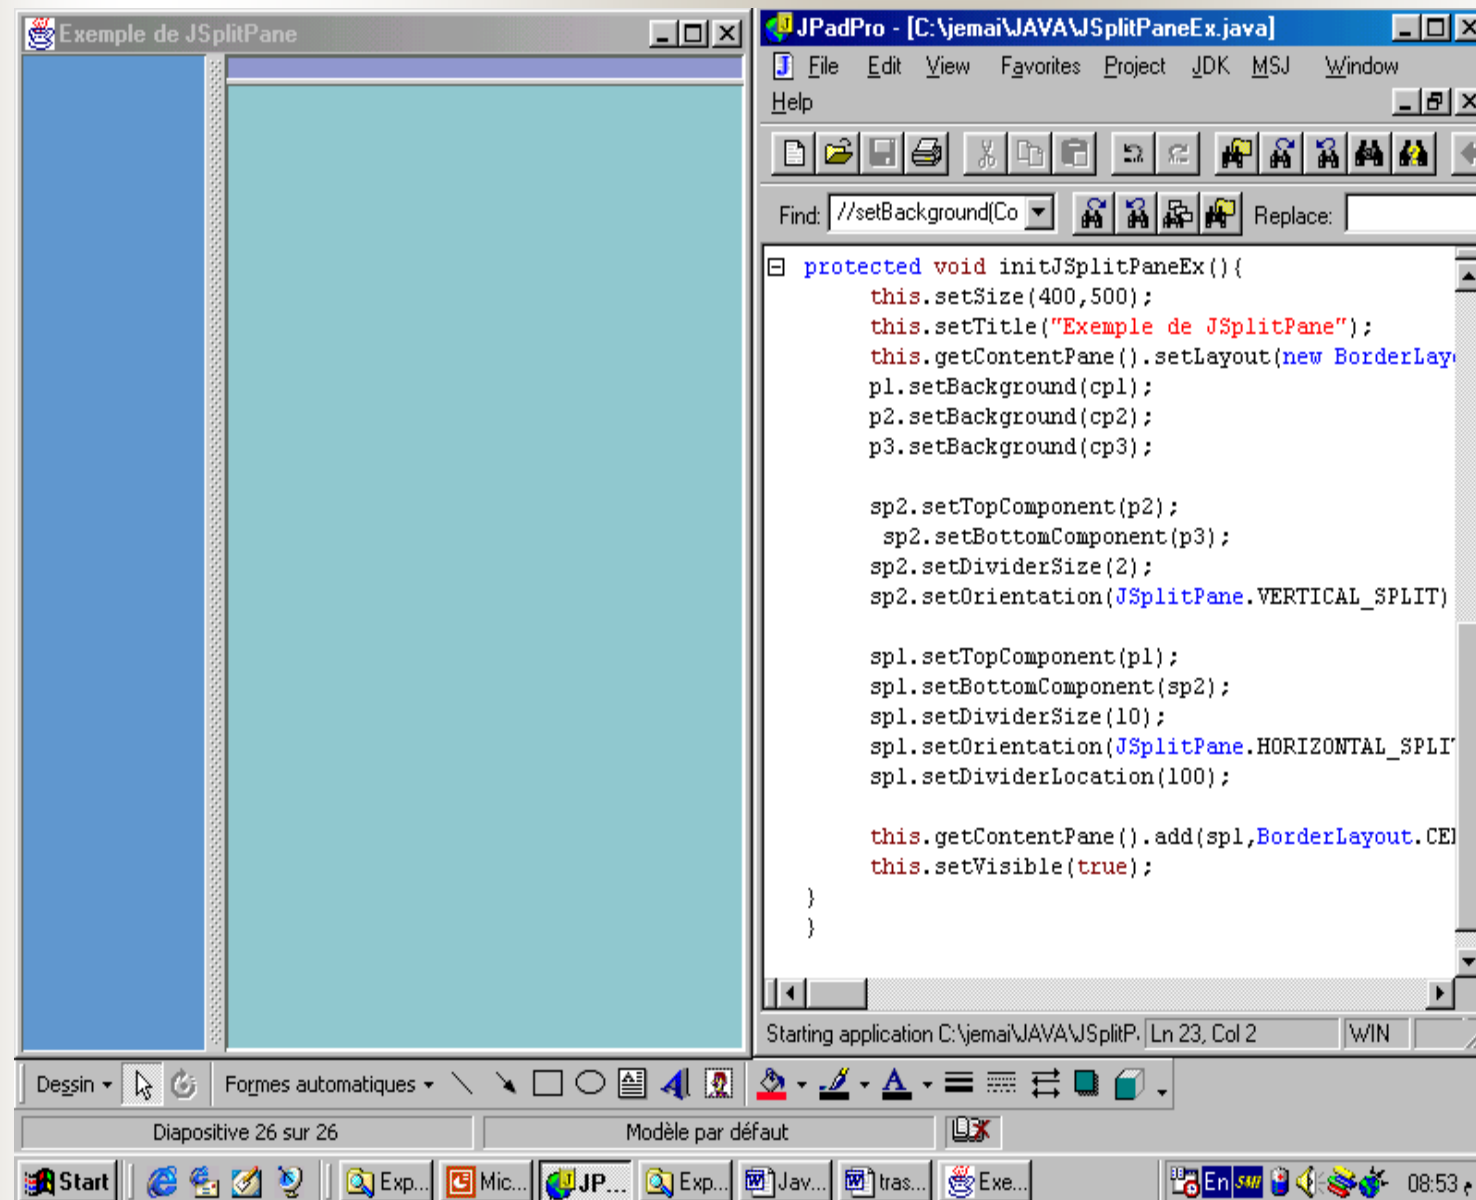 Exemple de JSplitPane
JPadPro - [C:\jemai\JAVA\JSplitPaneEx.java]
File Edit View Favorites Project JDK MSJ Window
Help
Find: //setBackground(Co Replace:
protected void initJSplitPaneEx(){
this.setSize(400,500);
this.setTitle("Exemple de JSplitPane");
this.getContentPane().setLayout(new BorderLay
p1.setBackground(cp1);
p2.setBackground(cp2);
p3.setBackground(cp3);
sp2.setTopComponent(p2);
sp2.setBottomComponent(p3);
sp2.setDividerSize(2);
sp2.setOrientation(JSplitPane.VERTICAL_SPLIT)
sp1.setTopComponent(p1);
sp1.setBottomComponent(sp2);
sp1.setDividerSize(10);
sp1.setOrientation(JSplitPane.HORIZONTAL_SPLI
sp1.setDividerLocation(100);
this.getContentPane().add(sp1,BorderLayout.CE
this.setVisible(true);
}
}
Starting application C:\jemai\JAVA\JSplitP. Ln 23, Col 2 WIN
Dessin Formes automatiques
Diapositive 26 sur 26 Modèle par défaut
Start Exp... Mic... JP... Exp... Jav... tras... Exe... En 08:53 م